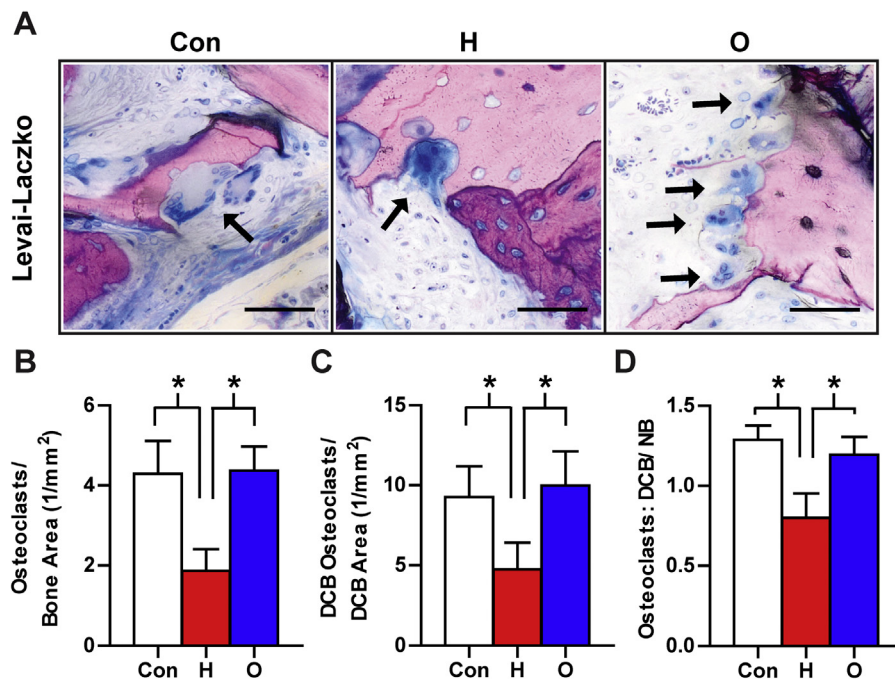 A
Con H O
Levai-Laczko
B
* *
Osteoclasts/
Bone Area (1/mm²)
6
4
2
0
Con H O
C
* *
DCB Osteoclasts/
DCB Area (1/mm²)
15
10
5
0
Con H O
D
* *
Osteoclasts: DCB/ NB
1.5
1.0
0.5
0.0
Con H O